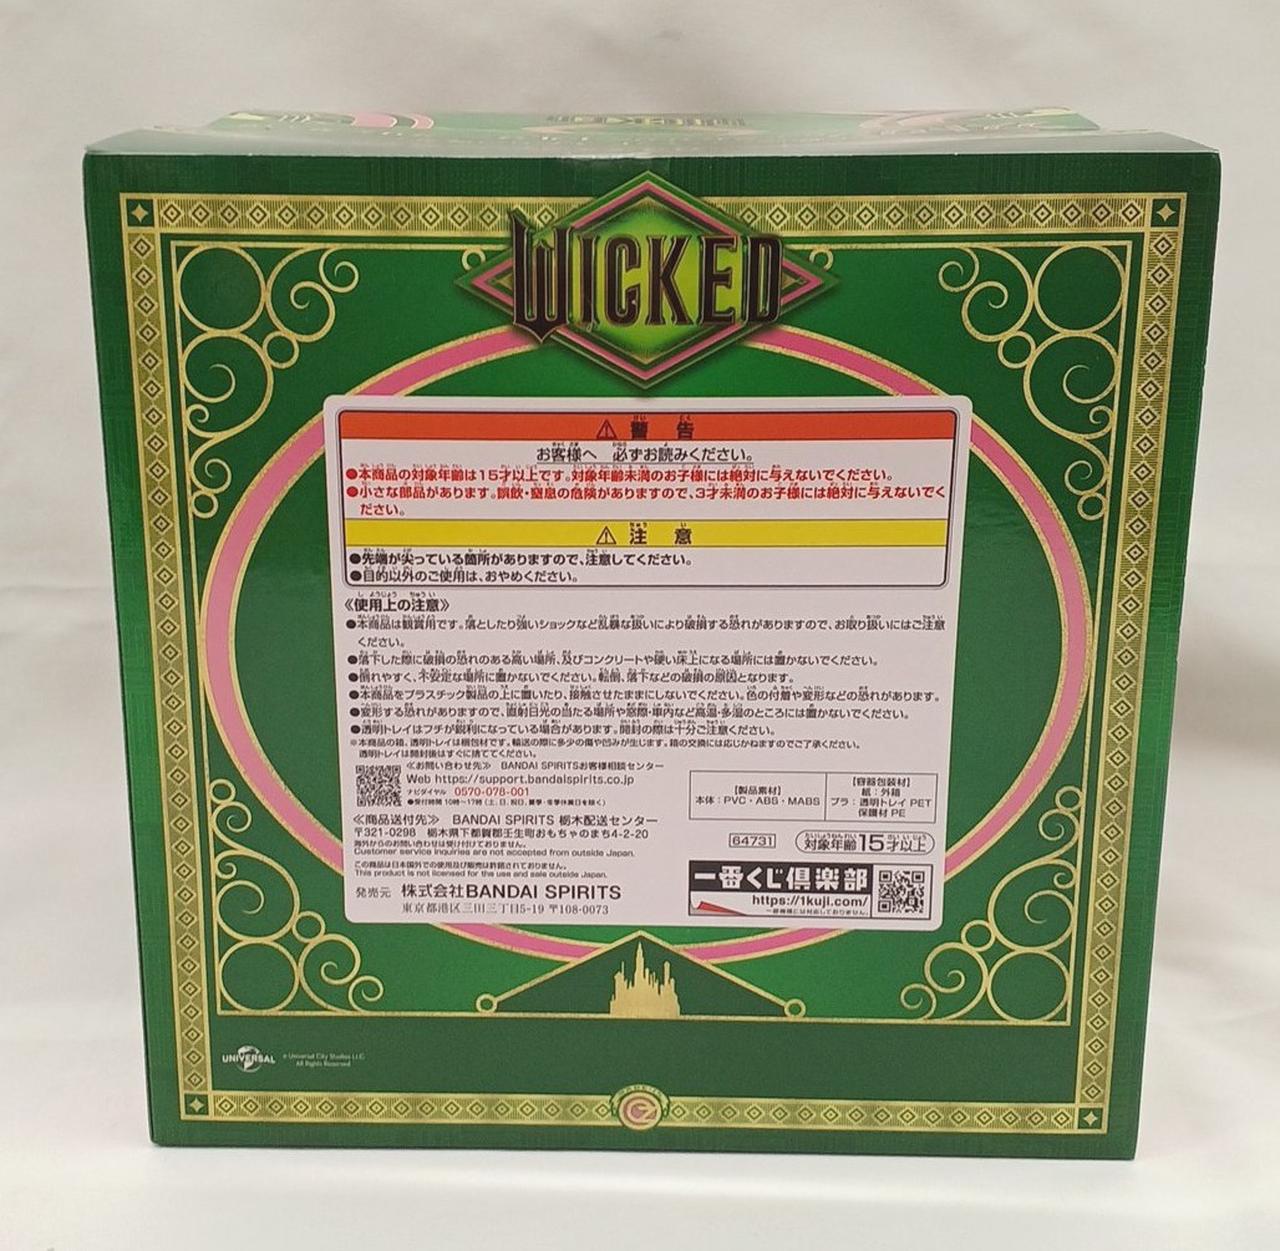 WICKED
警告
お客様へ 必ずお読みください。
●本商品の対象年齢は15才以上です。対象年齢未満のお子様には絶対に与えないでください。
●小さな部品があります。誤飲・窒息の危険がありますので、3才未満のお子様には絶対に与えないでく
ださい。
注意
●先端が尖っている箇所がありますので、注意してください。
●目的以外のご使用は、おやめください。
《使用上の注意》
●本商品は観賞用です。落としたり強いショックなど乱暴な扱いにより破損する恐れがありますので、お取り扱いにはご注意
ください。
●落下した際に破損の恐れのある高い場所、及びコンクリートや硬い床上になる場所には置かないでください。
●倒れやすく、不安定な場所に置かないでください。転倒、落下などの破損の原因となります。
●本商品をプラスチック製品の上に置いたり、接触させたままにしないでください。色の付着や変形などの恐れがあります。
●変形する恐れがありますので、直射日光の当たる場所や窓際・車内など高温・多湿のところには置かないでください。
●透明トレイはフチが鋭利になっている場合があります。開封の際は十分ご注意ください。
※本商品の箱、透明トレイは梱包材です。輸送の際に多少の傷や凹みが生じます。箱の交換には応じかねますのでご了承ください。
透明トレイは開封後はすぐに捨ててください。
≪お問い合わせ先≫ BANDAI SPIRITSお客様相談センター
Web https://support.bandaispirits.co.jp
ナビダイヤル 0570-078-001
●受付時間 10時〜17時(土、日、祝日、夏季・冬季休業日を除く)
≪商品送付先≫ BANDAI SPIRITS 栃木配送センター
〒321-0298 栃木県下都賀郡壬生町おもちゃのまち4-2-20
海外からのお問い合わせは受け付けておりません。
Customer service inquiries are not accepted from outside Japan.
この商品は日本国外での使用及び販売は許諾されておりません。
This product is not licensed for the use and sale outside Japan.
発売元 株式会社BANDAI SPIRITS
東京都港区三田三丁目5-19 〒108-0073
【製品素材】
本体：PVC・ABS・MABS
【容器包装材】
紙：外箱
プラ：透明トレイ PET
保護材 PE
64731
対象年齢15才以上
一番くじ倶楽部
https://1kuji.com/
一部機種には対応しておりません。
UNIVERSAL
© Universal City Studios LLC.
All Rights Reserved
OZ